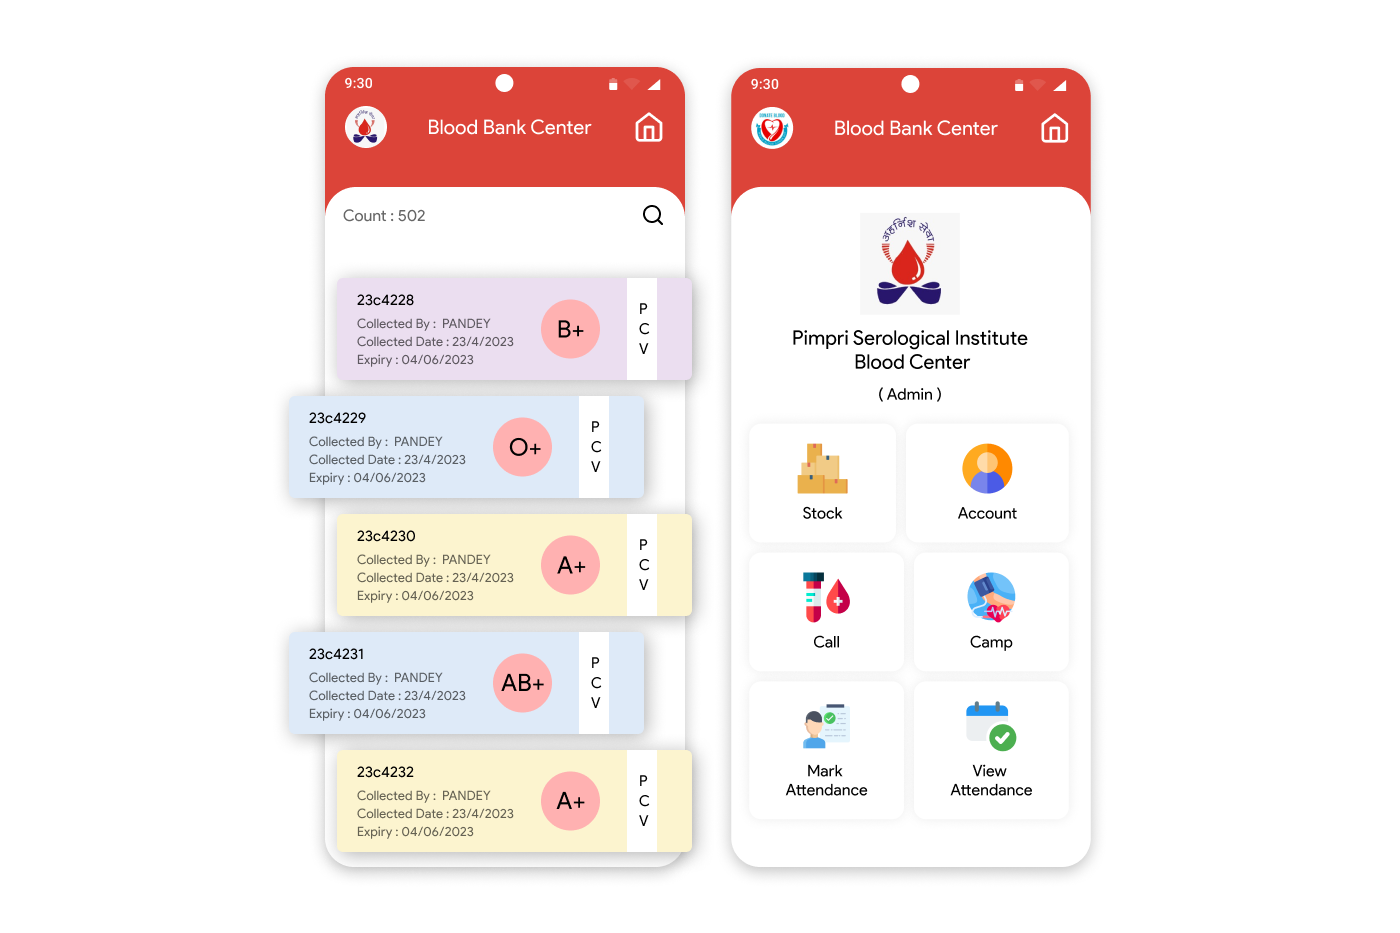 9:30
Blood Bank Center
Count : 502
23c4228
Collected By : PANDEY
Collected Date : 23/4/2023
Expiry : 04/06/2023
B+
P
C
V
23c4229
Collected By : PANDEY
Collected Date : 23/4/2023
Expiry : 04/06/2023
O+
P
C
V
23c4230
Collected By : PANDEY
Collected Date : 23/4/2023
Expiry : 04/06/2023
A+
P
C
V
23c4231
Collected By : PANDEY
Collected Date : 23/4/2023
Expiry : 04/06/2023
AB+
P
C
V
23c4232
Collected By : PANDEY
Collected Date : 23/4/2023
Expiry : 04/06/2023
A+
P
C
V
9:30
DONATE BLOOD
Blood Bank Center
अहर्निश सेवा
Pimpri Serological Institute
Blood Center
( Admin )
Stock
Account
Call
Camp
Mark
Attendance
View
Attendance